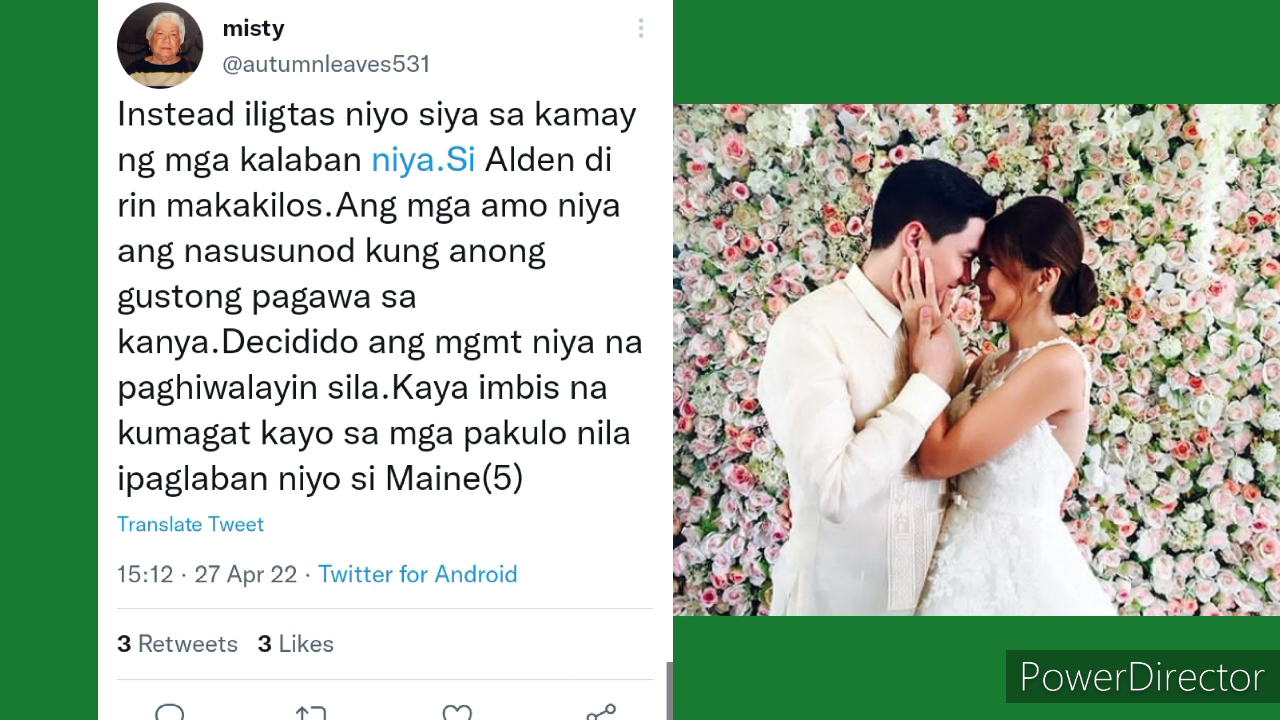 misty
@autumnleaves531
Instead iligtas niyo siya sa kamay
ng mga kalaban niya.Si Alden di
rin makakilos.Ang mga amo niya
ang nasusunod kung anong
gustong pagawa sa
kanya.Decidido ang mgmt niya na
paghiwalayin sila.Kaya imbis na
kumagat kayo sa mga pakulo nila
ipaglaban niyo si Maine(5)
Translate Tweet
15:12 · 27 Apr 22 · Twitter for Android
3 Retweets 3 Likes
PowerDirector